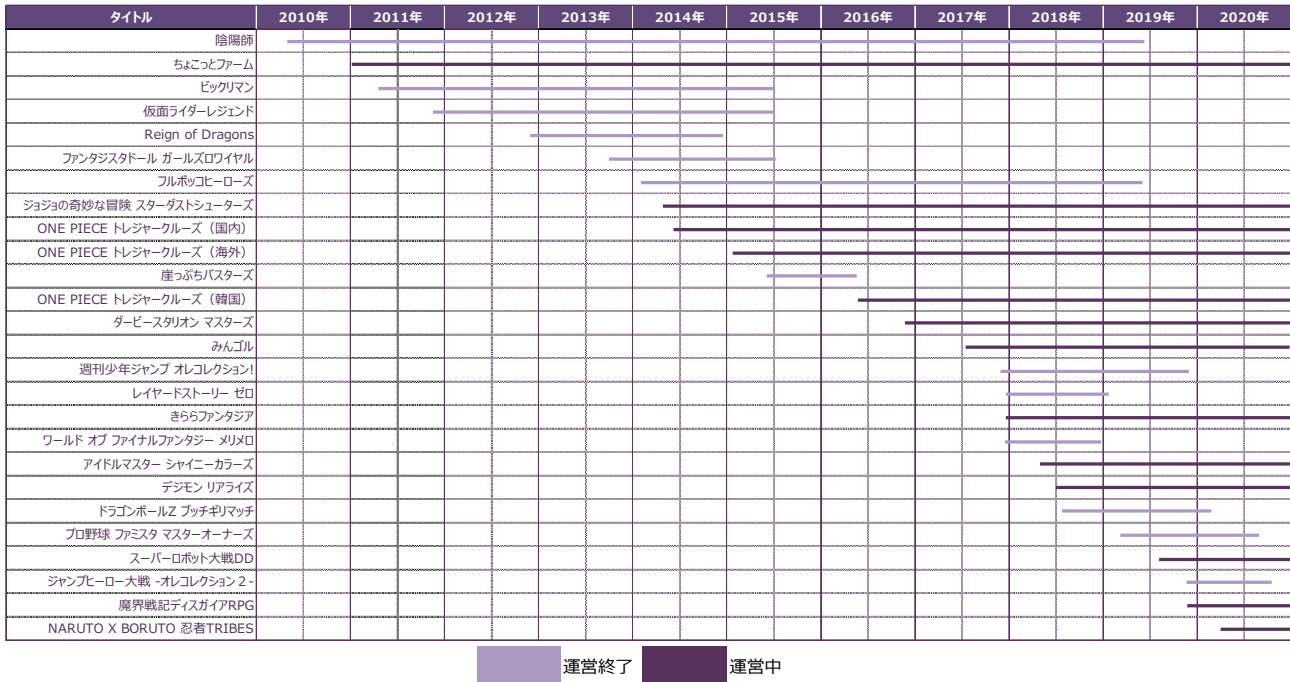 タイトル 2010年 2011年 2012年 2013年 2014年 2015年 2016年 2017年 2018年 2019年 2020年
陰陽師
ちょこっとファーム
ビックリマン
仮面ライダーレジェンド
Reign of Dragons
ファンタジスタドール ガールズロワイヤル
フルボッコヒーローズ
ジョジョの奇妙な冒険 スターダストシューターズ
ONE PIECE トレジャークルーズ（国内）
ONE PIECE トレジャークルーズ（海外）
崖っぷちバスターズ
ONE PIECE トレジャークルーズ（韓国）
ダービースタリオン マスターズ
みんゴル
週刊少年ジャンプ オレコレクション!
レイヤードストーリー ゼロ
きららファンタジア
ワールド オブ ファイナルファンタジー メリメロ
アイドルマスター シャイニーカラーズ
デジモン リアライズ
ドラゴンボールZ ブッチギリマッチ
プロ野球 ファミスタ マスターオーナーズ
スーパーロボット大戦DD
ジャンプヒーロー大戦 -オレコレクション２-
魔界戦記ディスガイアRPG
NARUTO X BORUTO 忍者TRIBES
運営終了 運営中